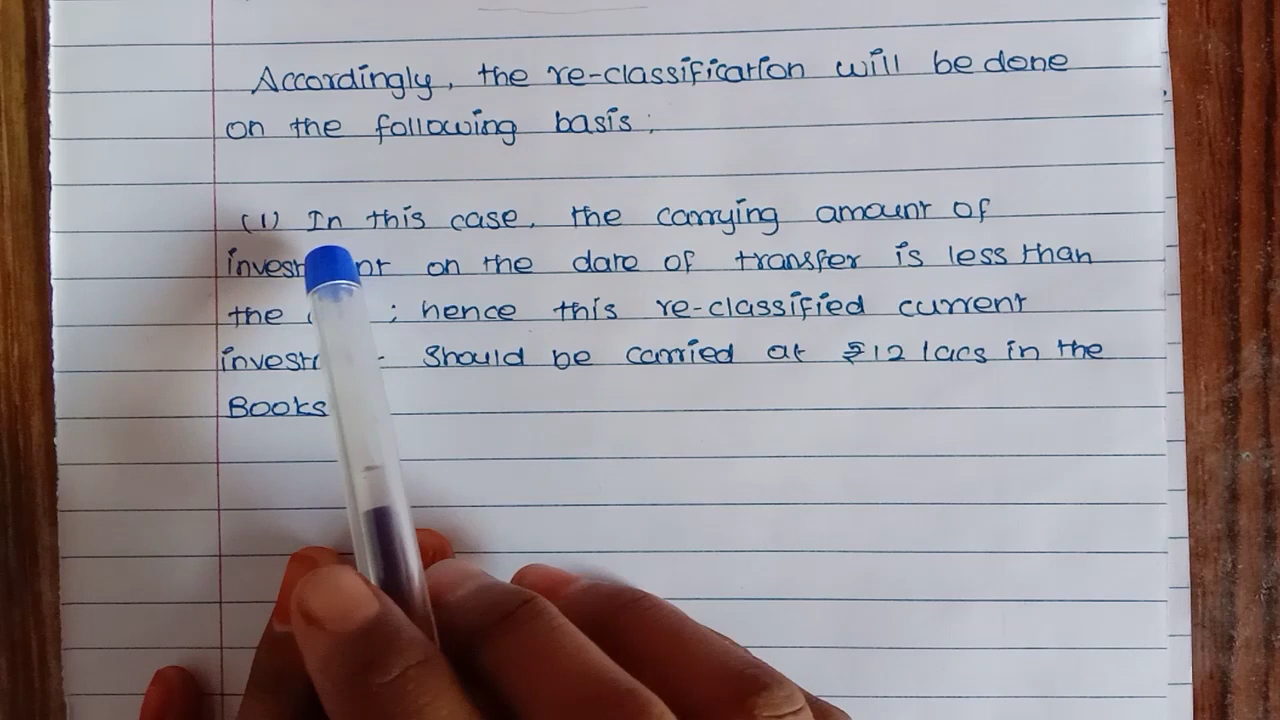 Accordingly, the re-classification will be done
on the following basis:
(1) In this case, the carrying amount of
on the date of transfer is less than
the ; hence this re-classified current
should be carried at ₹12 lacs in the
Books